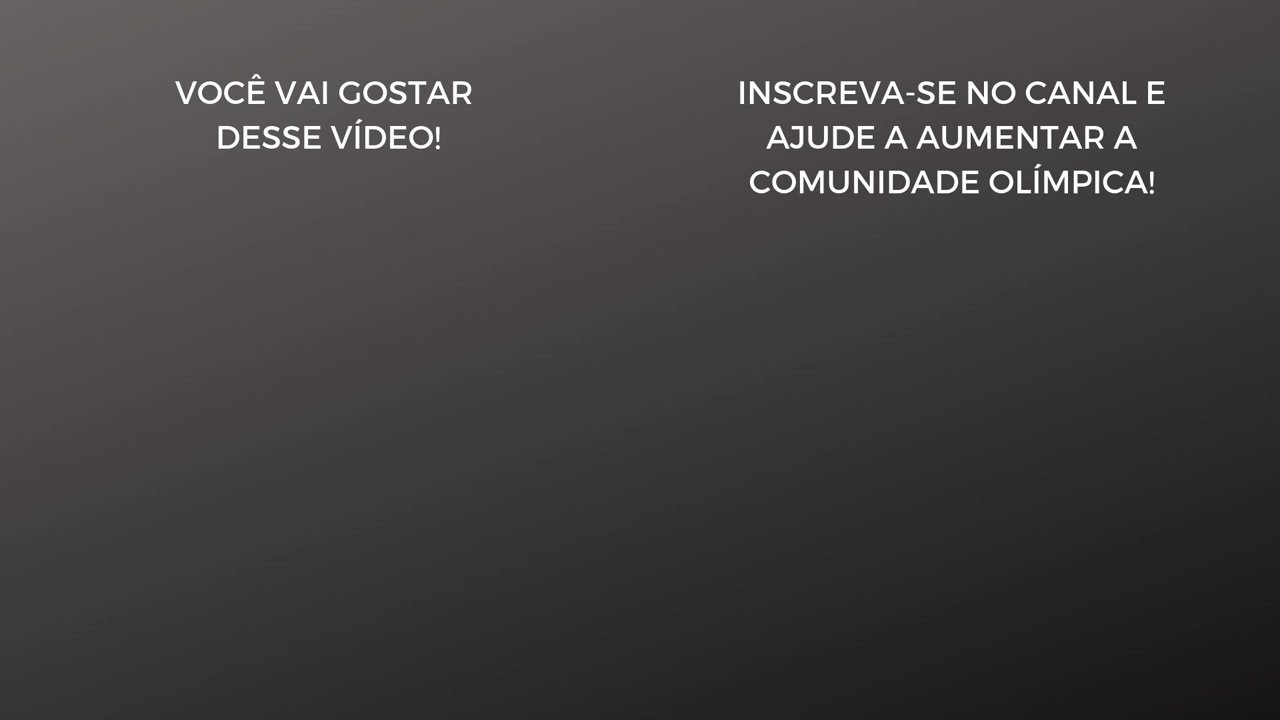 VOCÊ VAI GOSTAR
DESSE VÍDEO!
INSCREVA-SE NO CANAL E
AJUDE A AUMENTAR A
COMUNIDADE OLÍMPICA!